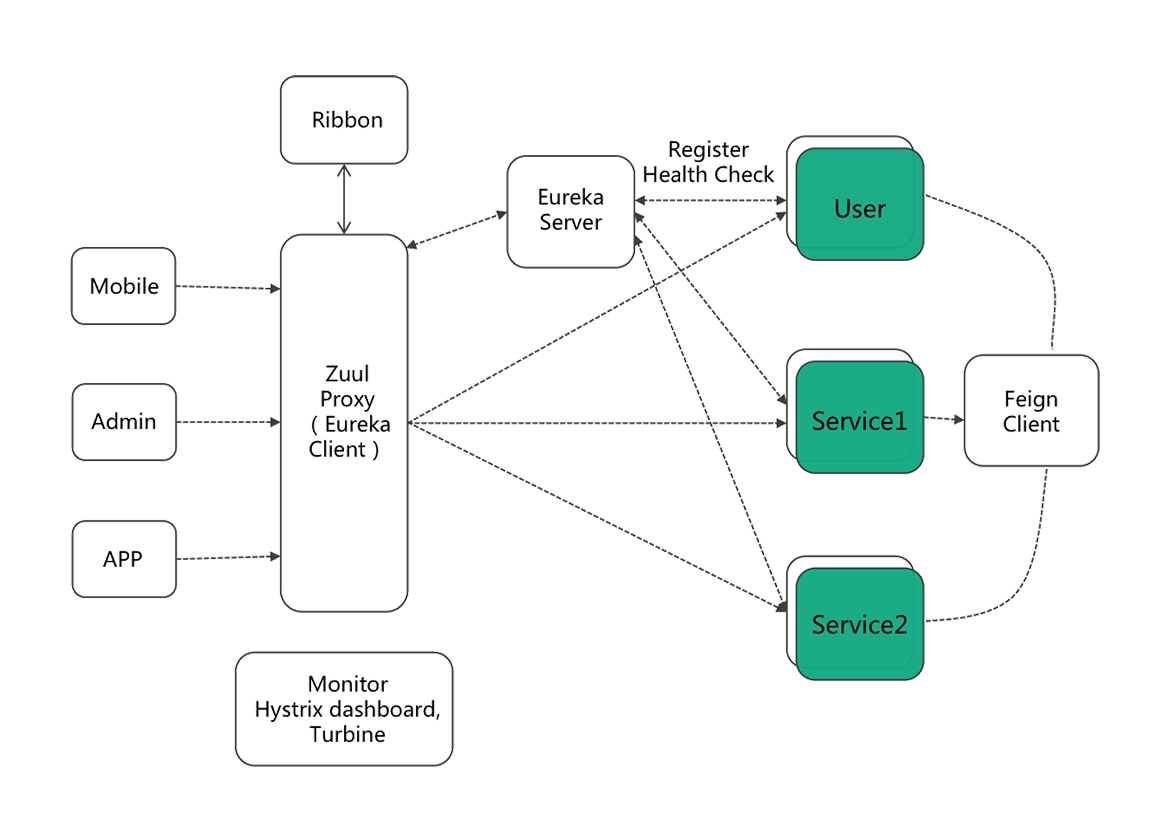 Ribbon
Register
Health Check
Eureka
Server
User
Mobile
Zuul
Proxy
( Eureka
Client )
Admin
Service1
Feign
Client
APP
Service2
Monitor
Hystrix dashboard,
Turbine